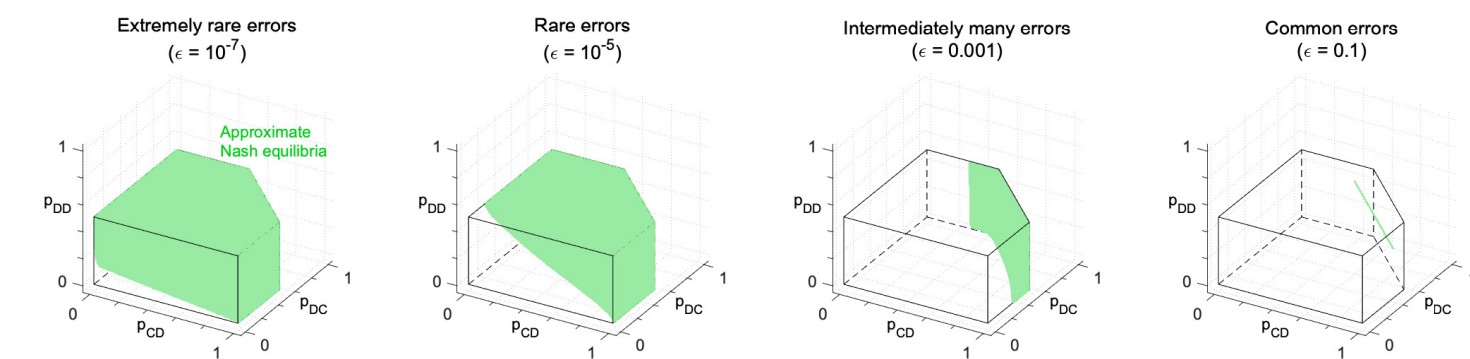 Extremely rare errors
(ϵ = 10⁻⁷)
Approximate
Nash equilibria
1
p_DD
0
0
p_CD
1
0
p_DC
1
Rare errors
(ϵ = 10⁻⁵)
1
p_DD
0
0
p_CD
1
0
p_DC
1
Intermediately many errors
(ϵ = 0.001)
1
p_DD
0
0
p_CD
1
0
p_DC
1
Common errors
(ϵ = 0.1)
1
p_DD
0
0
p_CD
1
0
p_DC